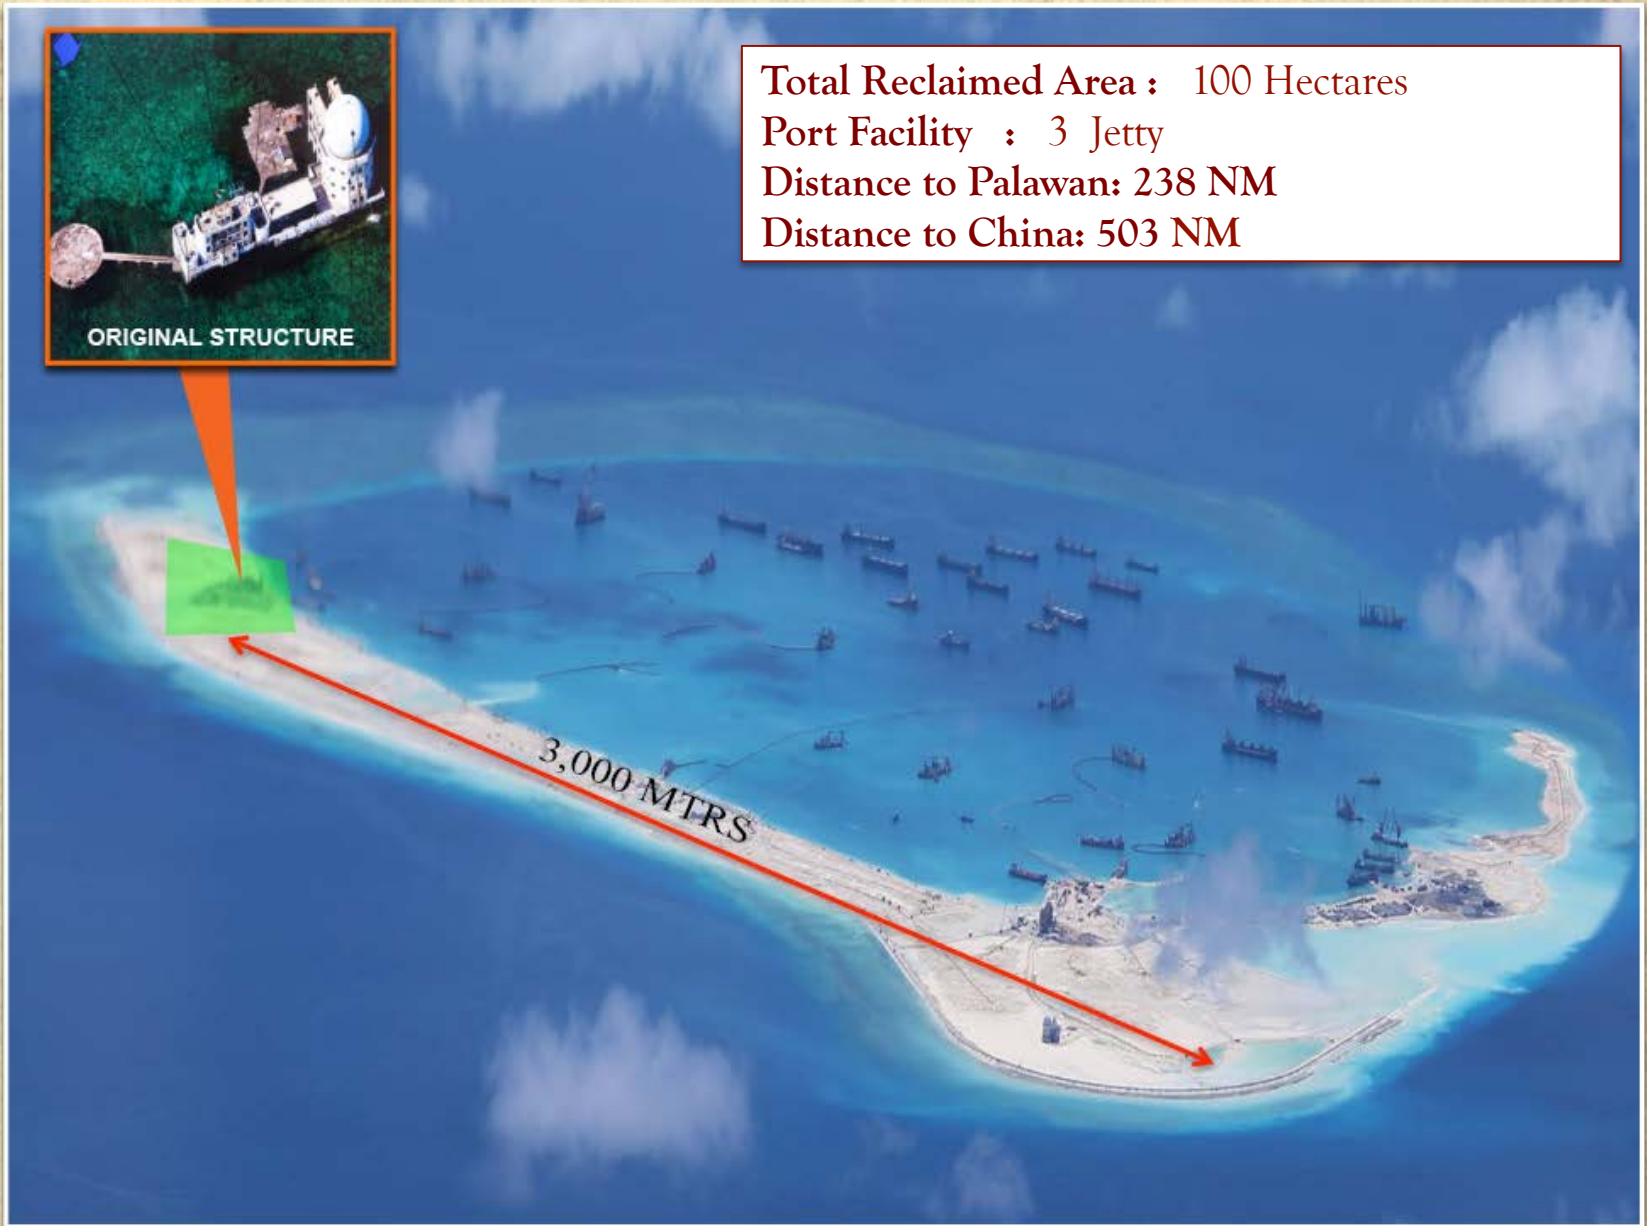 Total Reclaimed Area : 100 Hectares
Port Facility : 3 Jetty
Distance to Palawan: 238 NM
Distance to China: 503 NM
ORIGINAL STRUCTURE
3,000 MTRS